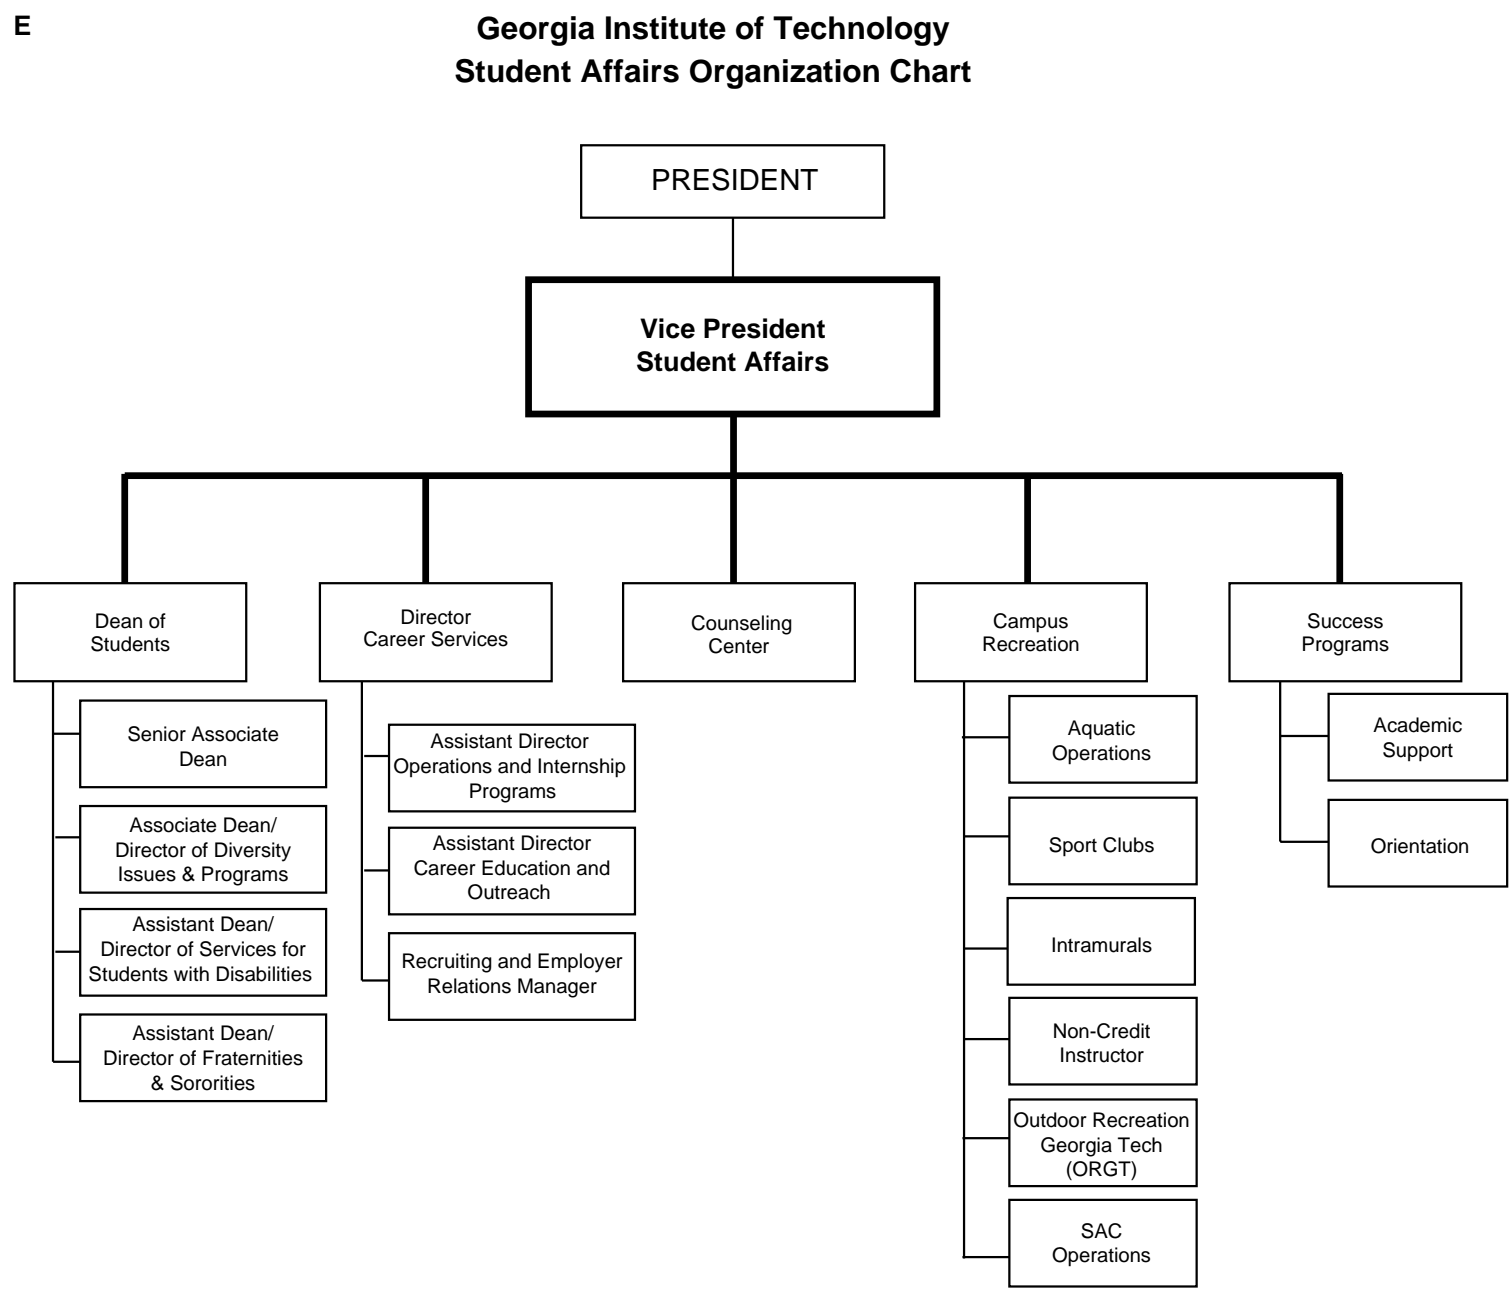 E
Georgia Institute of Technology
Student Affairs Organization Chart
PRESIDENT
Vice President
Student Affairs
Dean of
Students
Senior Associate
Dean
Associate Dean/
Director of Diversity
Issues & Programs
Assistant Dean/
Director of Services for
Students with Disabilities
Assistant Dean/
Director of Fraternities
& Sororities
Director
Career Services
Assistant Director
Operations and Internship
Programs
Assistant Director
Career Education and
Outreach
Recruiting and Employer
Relations Manager
Counseling
Center
Campus
Recreation
Aquatic
Operations
Sport Clubs
Intramurals
Non-Credit
Instructor
Outdoor Recreation
Georgia Tech
(ORGT)
SAC
Operations
Success
Programs
Academic
Support
Orientation